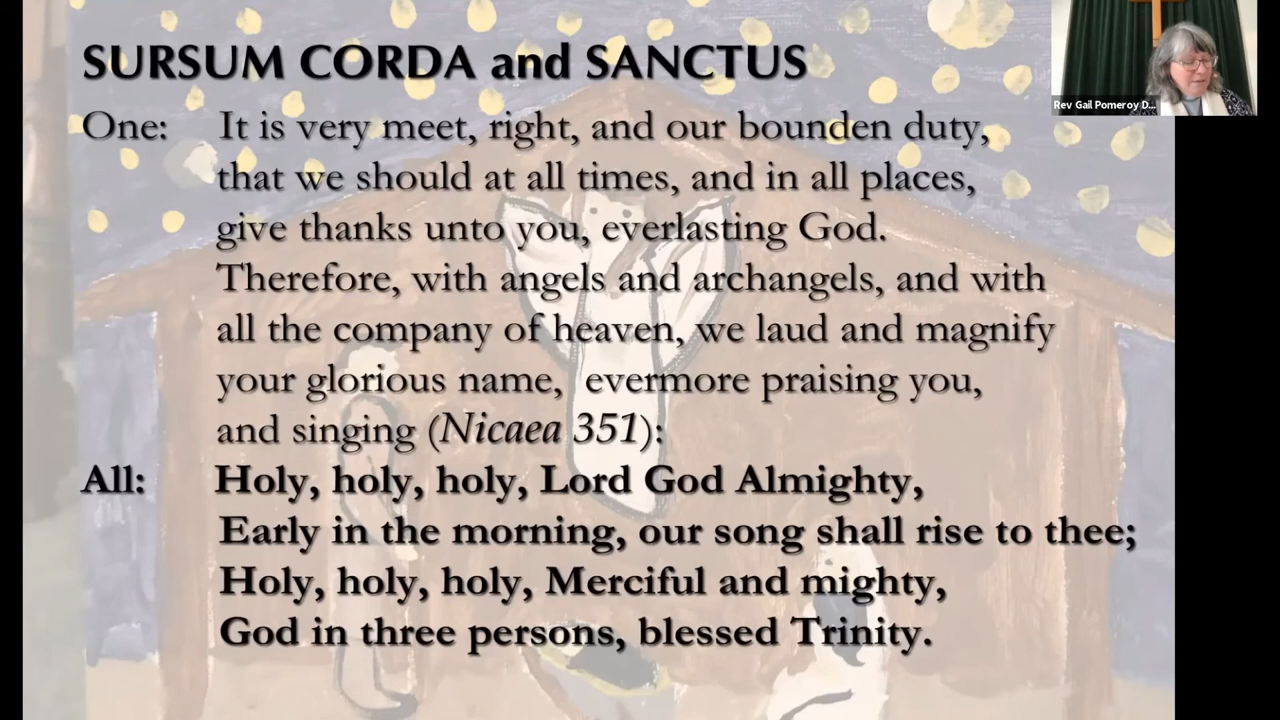 SURSUM CORDA and SANCTUS
Rev Gail Pomeroy D...
One: It is very meet, right, and our bounden duty,
that we should at all times, and in all places,
give thanks unto you, everlasting God.
Therefore, with angels and archangels, and with
all the company of heaven, we laud and magnify
your glorious name, evermore praising you,
and singing (Nicaea 351):
All: Holy, holy, holy, Lord God Almighty,
Early in the morning, our song shall rise to thee;
Holy, holy, holy, Merciful and mighty,
God in three persons, blessed Trinity.